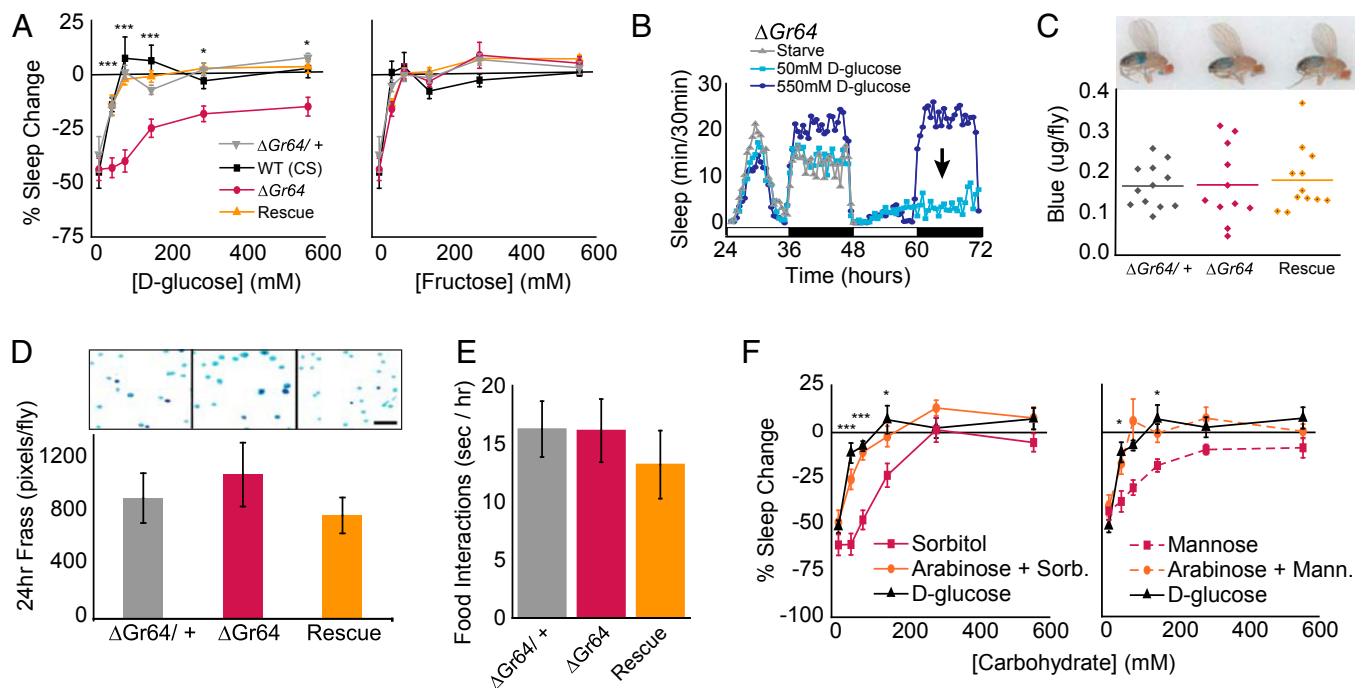 A
% Sleep Change
25
0
-25
-50
-75
***
***
***
*
*
ΔGr64/ +
WT (CS)
ΔGr64
Rescue
0
200
400
600
[D-glucose] (mM)
0
200
400
600
[Fructose] (mM)
B
ΔGr64
Starve
50mM D-glucose
550mM D-glucose
Sleep (min/30min)
30
20
10
0
24
36
48
60
72
Time (hours)
C
Blue (ug/fly)
0.4
0.3
0.2
0.1
0.0
ΔGr64/ +
ΔGr64
Rescue
D
24hr Frass (pixels/fly)
1200
800
400
0
ΔGr64/ +
ΔGr64
Rescue
E
Food Interactions (sec / hr)
20
15
10
5
0
ΔGr64/ +
ΔGr64
Rescue
F
% Sleep Change
25
0
-25
-50
-75
-100
***
***
*
Sorbitol
Arabinose + Sorb.
D-glucose
0
200
400
600
*
*
Mannose
Arabinose + Mann.
D-glucose
0
200
400
600
[Carbohydrate] (mM)